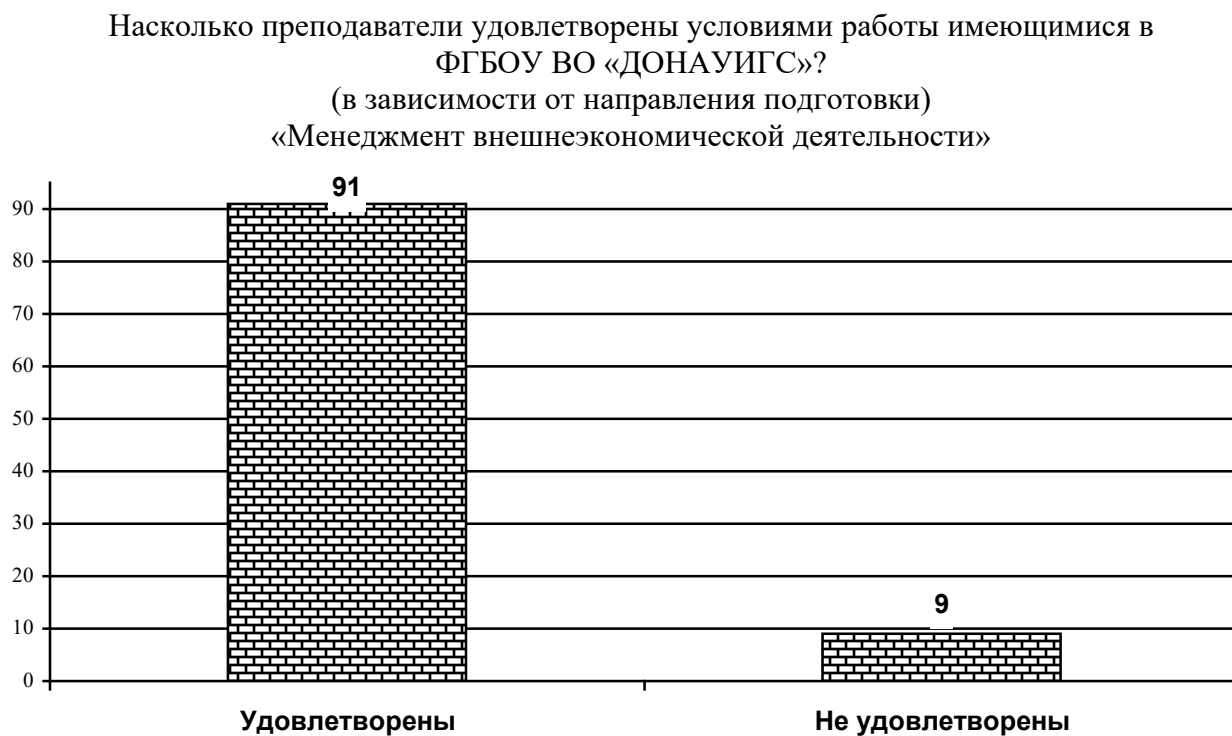 Насколько преподаватели удовлетворены условиями работы имеющимися в
ФГБОУ ВО «ДОНАУИГС»?
(в зависимости от направления подготовки)
«Менеджмент внешнеэкономической деятельности»
91
90
80
70
60
50
40
30
20
9
10
0
Удовлетворены
Не удовлетворены